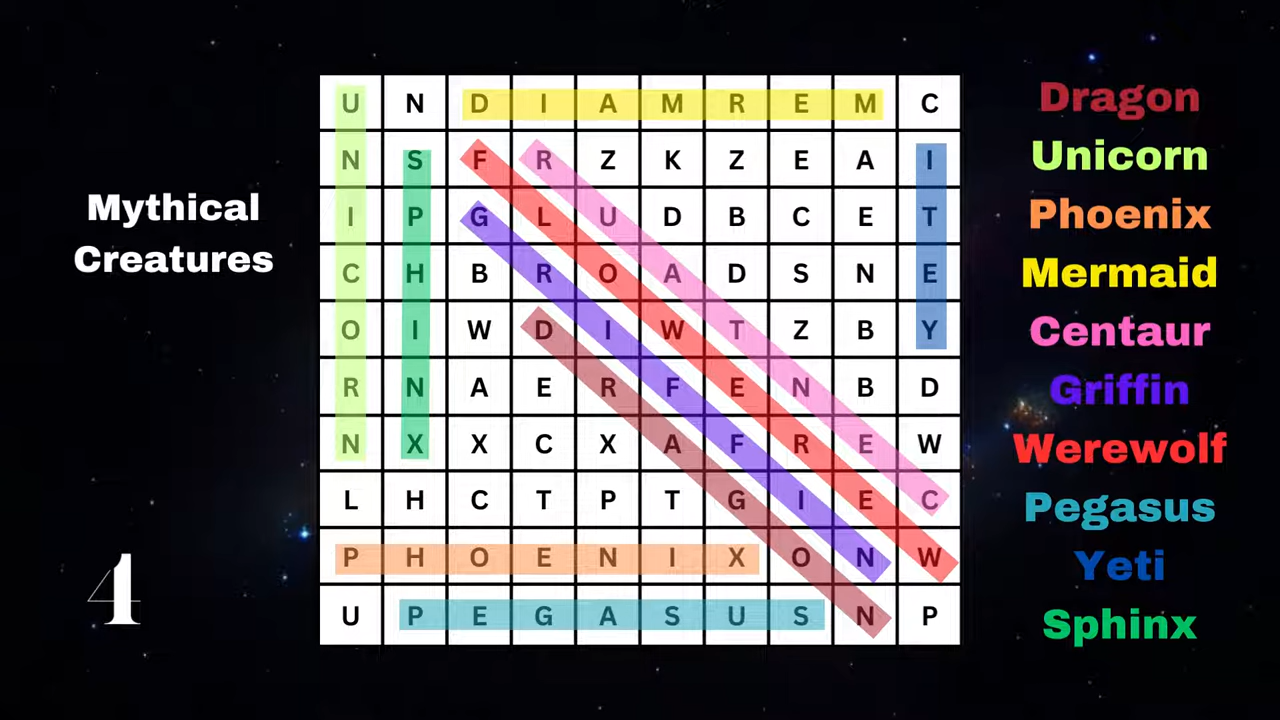 Mythical
Creatures
4
U N D I A M R E M C
N S F R Z K Z E A I
I P G L U D B C E T
C H B R O A D S N E
O I W D I W T Z B Y
R N A E R F E N B D
N X X C X A F R E W
L H C T P T G I E C
P H O E N I X O N W
U P E G A S U S N P
Dragon
Unicorn
Phoenix
Mermaid
Centaur
Griffin
Werewolf
Pegasus
Yeti
Sphinx